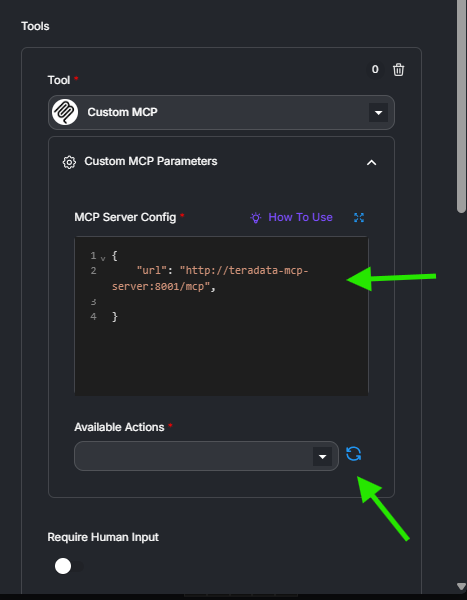 Tools
0
Tool *
Custom MCP
Custom MCP Parameters
MCP Server Config *
How To Use
1 {
2 "url": "http://teradata-mcp-
server:8001/mcp",
3
4 }
Available Actions *
Require Human Input